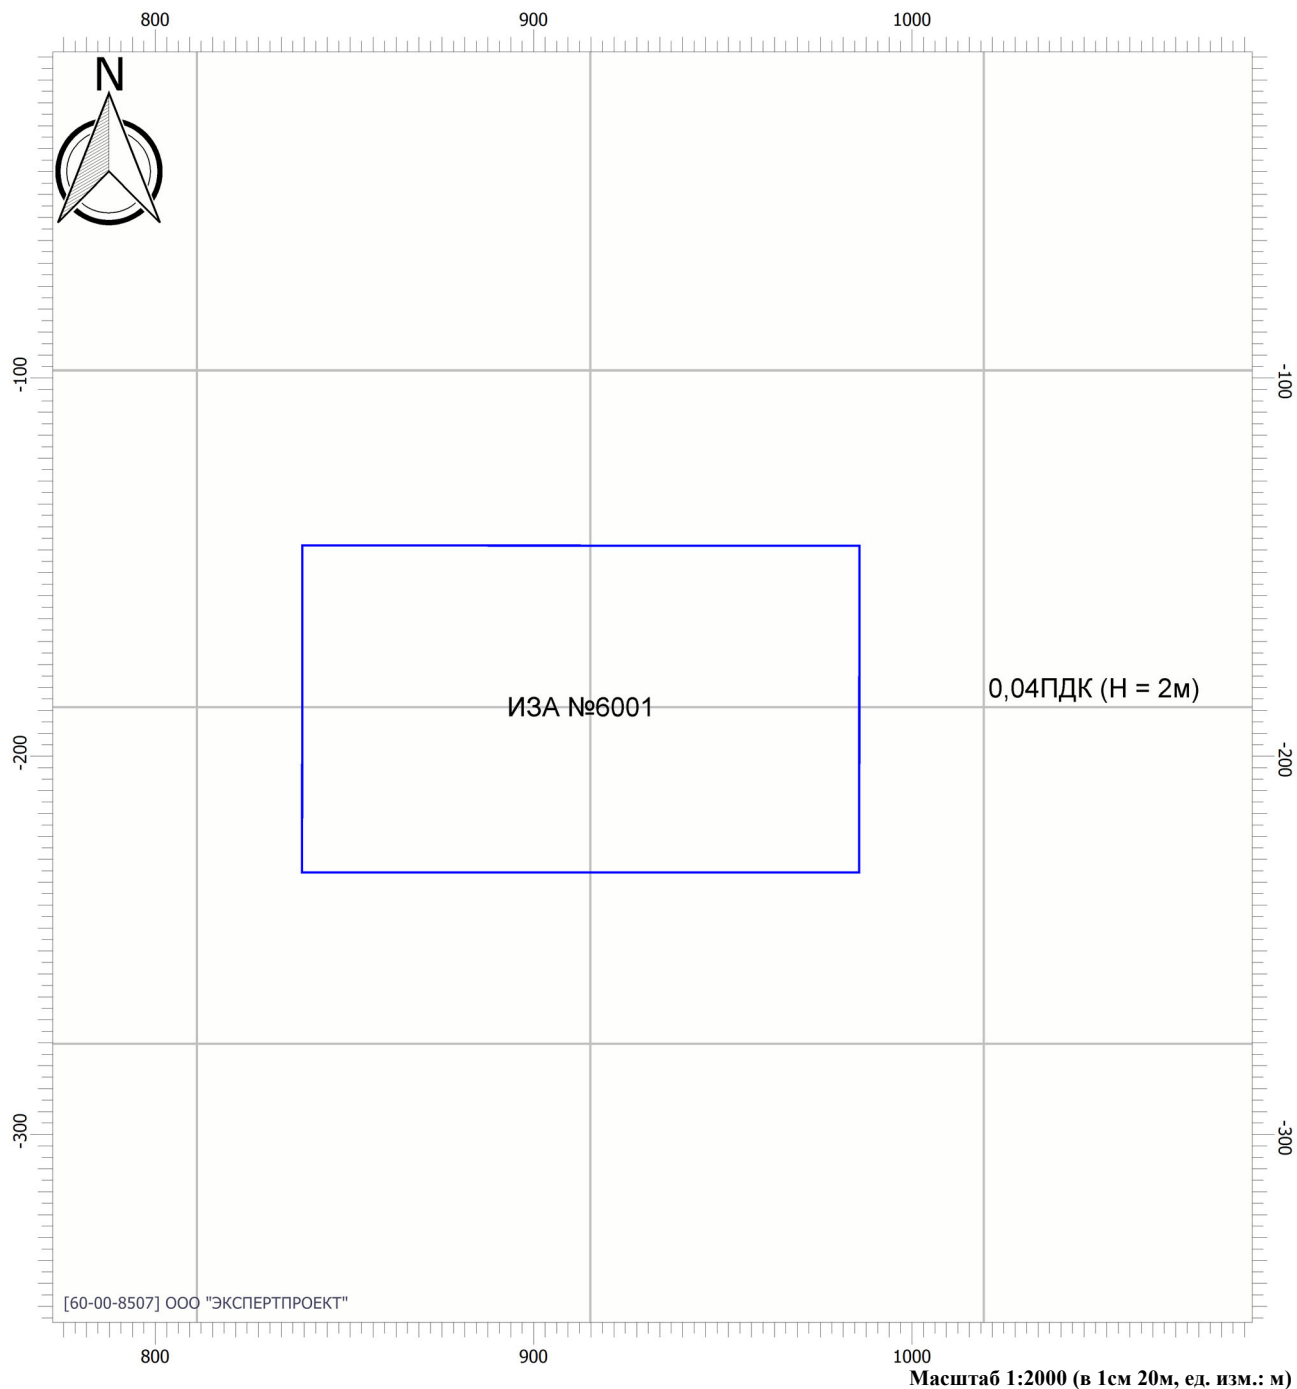 800 900 1000
N
-100 -100
0,04ПДК (Н = 2м)
ИЗА №6001
-200 -200
-300 -300
[60-00-8507] ООО "ЭКСПЕРТПРОЕКТ"
800 900 1000
Масштаб 1:2000 (в 1см 20м, ед. изм.: м)